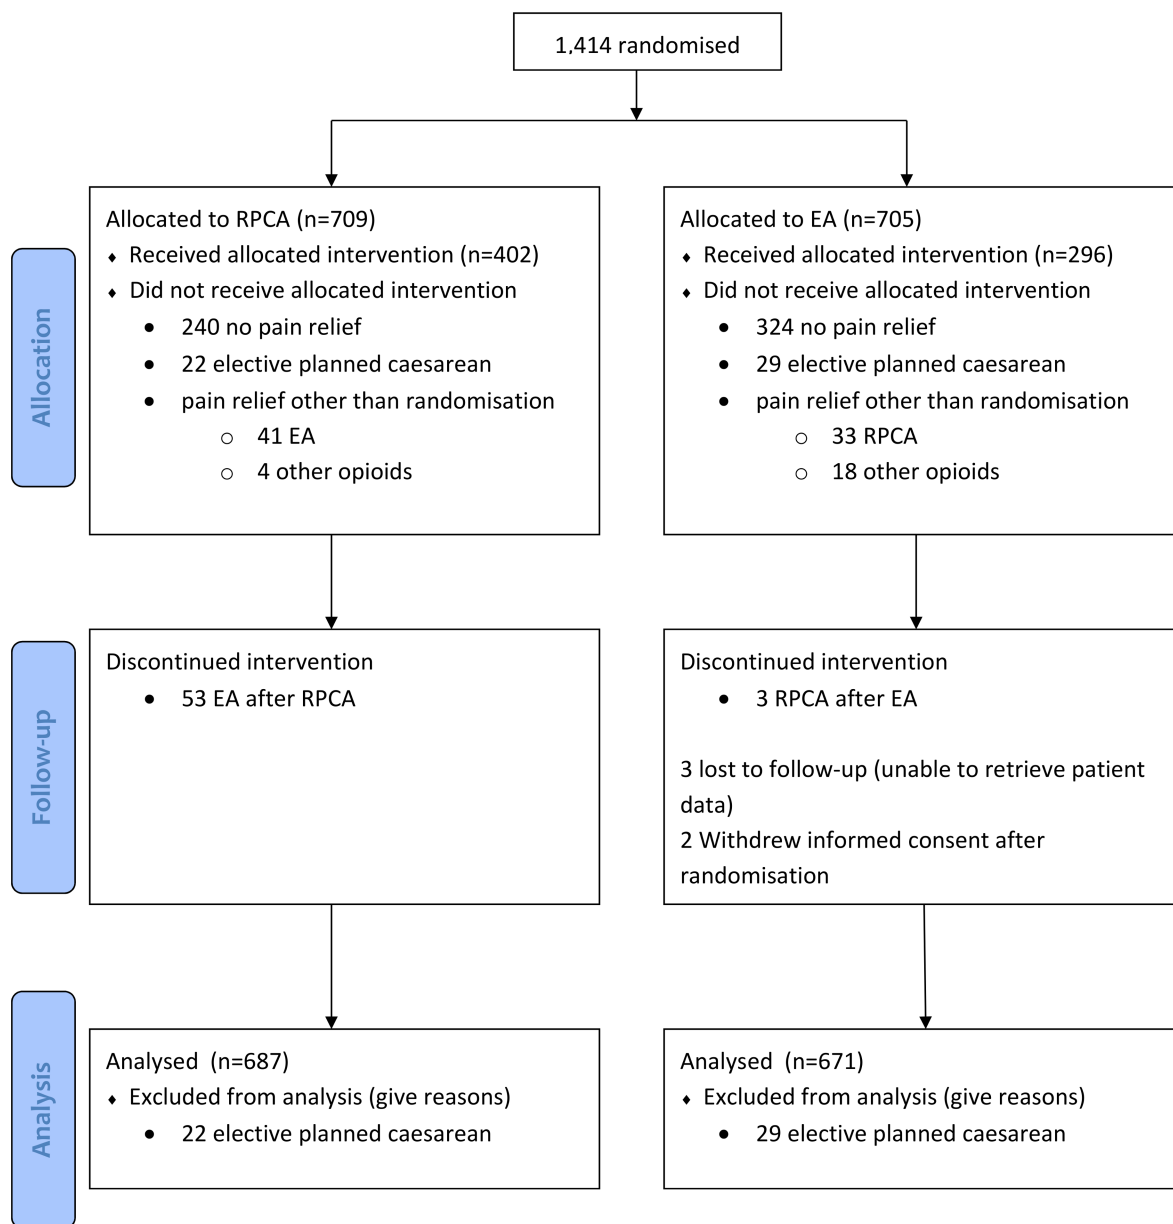 1,414 randomised
Allocation
Allocated to RPCA (n=709)
⬧ Received allocated intervention (n=402)
⬧ Did not receive allocated intervention
• 240 no pain relief
• 22 elective planned caesarean
• pain relief other than randomisation
○ 41 EA
○ 4 other opioids
Allocated to EA (n=705)
⬧ Received allocated intervention (n=296)
⬧ Did not receive allocated intervention
• 324 no pain relief
• 29 elective planned caesarean
• pain relief other than randomisation
○ 33 RPCA
○ 18 other opioids
Follow-up
Discontinued intervention
• 53 EA after RPCA
Discontinued intervention
• 3 RPCA after EA
3 lost to follow-up (unable to retrieve patient
data)
2 Withdrew informed consent after
randomisation
Analysis
Analysed (n=687)
⬧ Excluded from analysis (give reasons)
• 22 elective planned caesarean
Analysed (n=671)
⬧ Excluded from analysis (give reasons)
• 29 elective planned caesarean